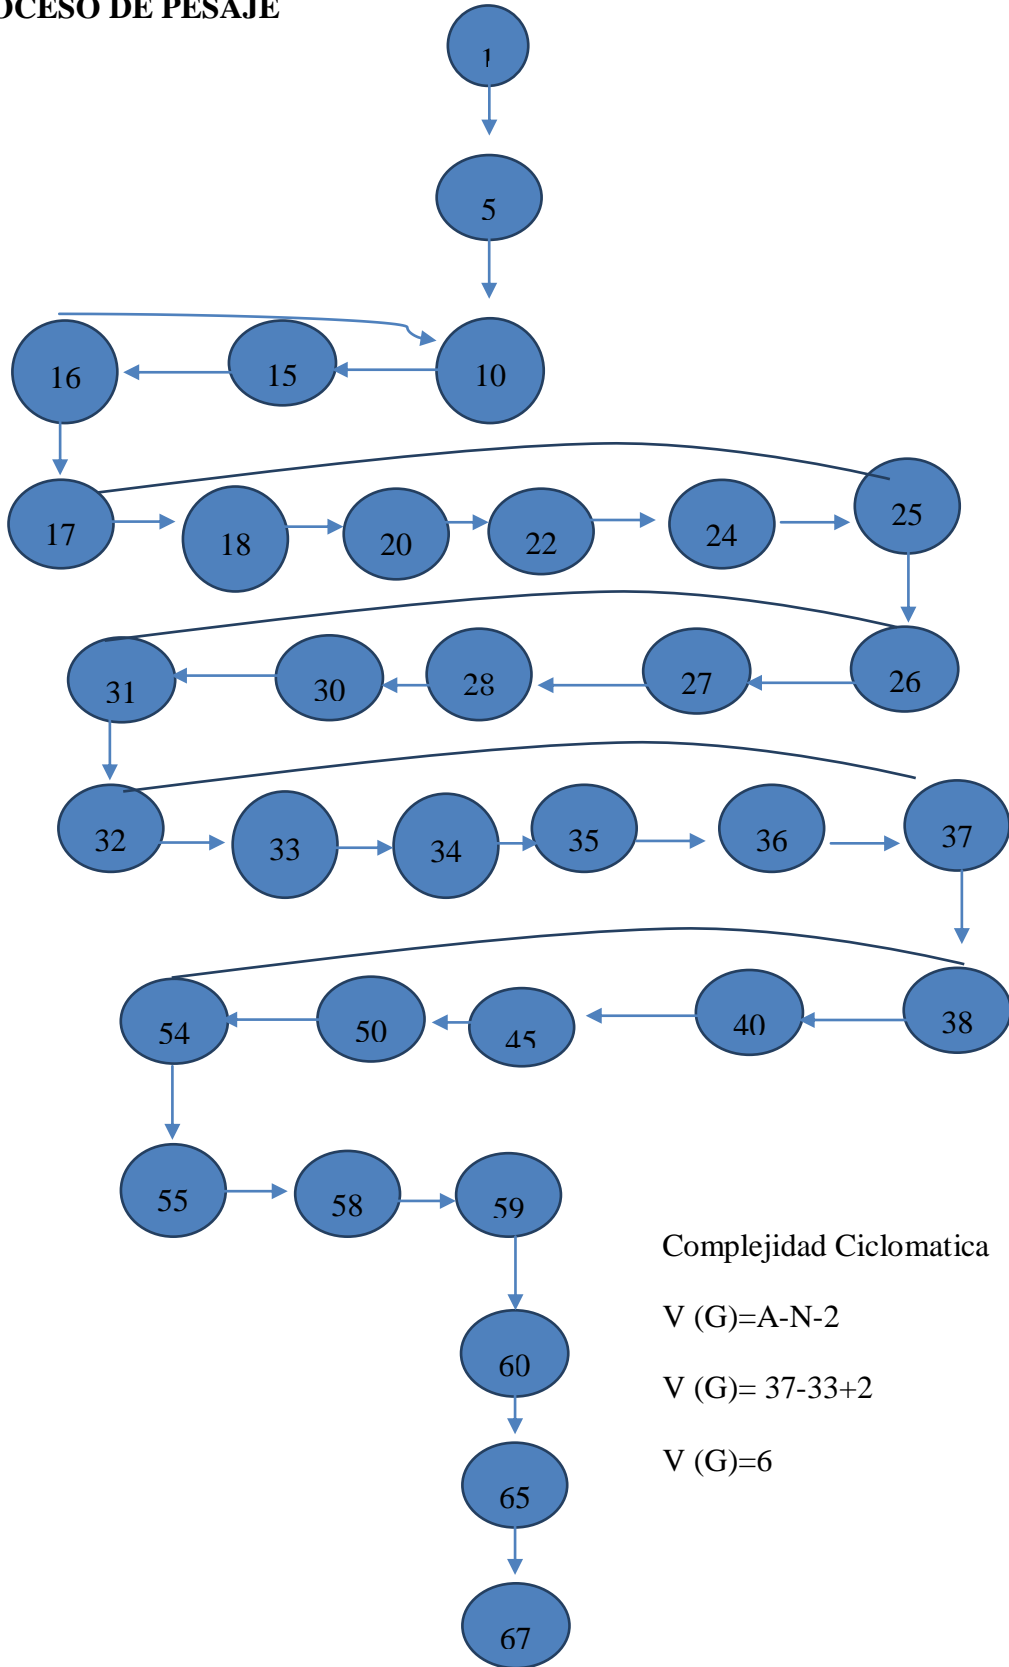 OCESO DE PESAJE
1
5
16 15 10
17 18 20 22 24 25
31 30 28 27 26
32 33 34 35 36 37
54 50 45 40 38
55 58 59
Complejidad Ciclomatica
V (G)=A-N-2
60
V (G)= 37-33+2
V (G)=6
65
67